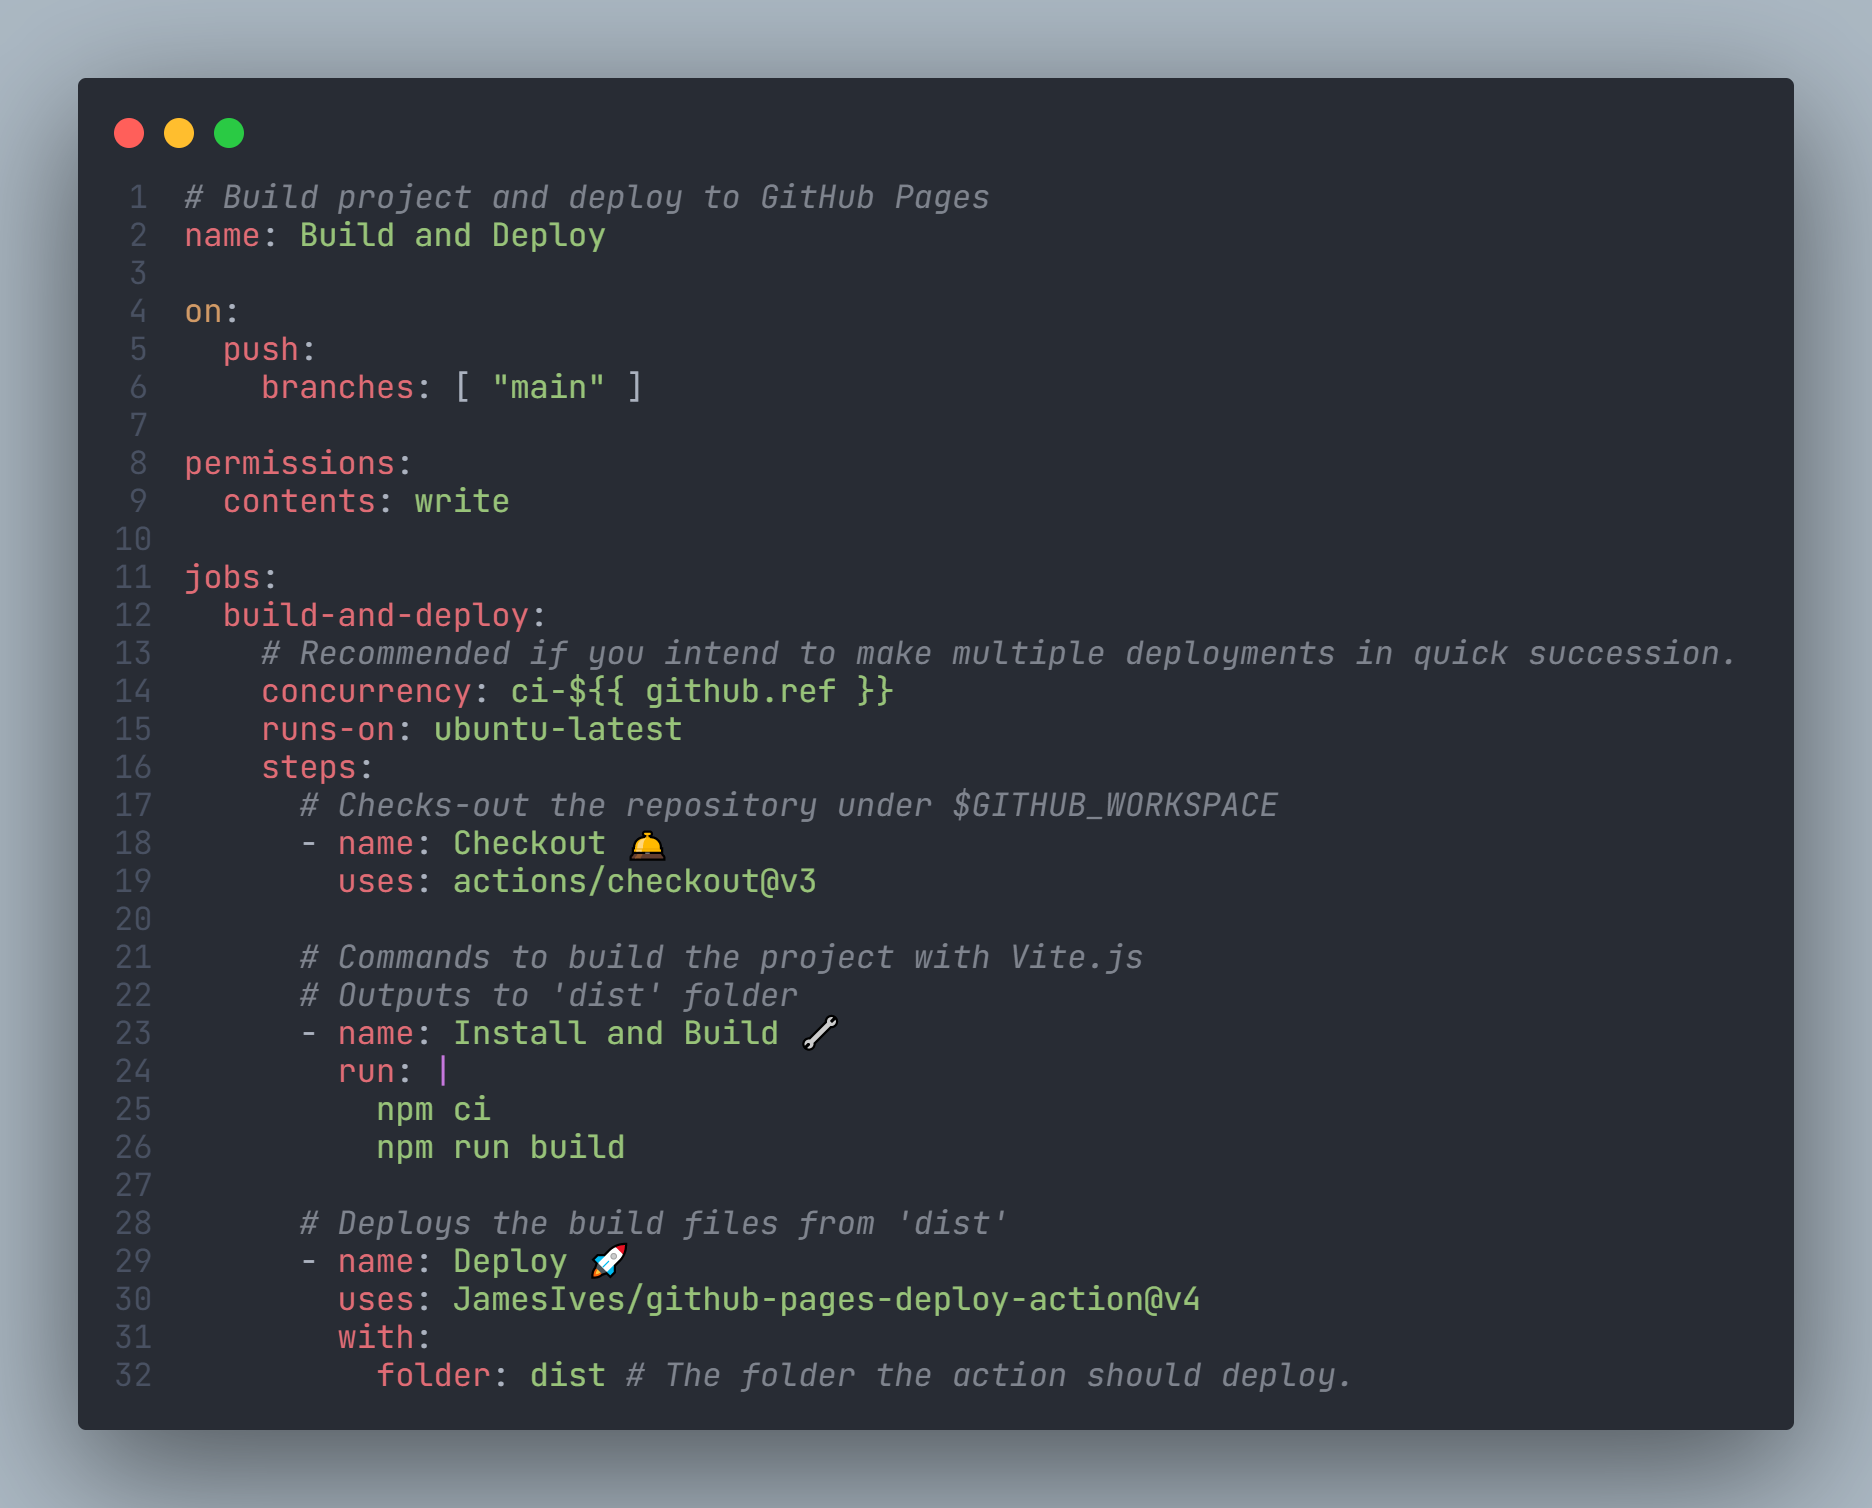 1 # Build project and deploy to GitHub Pages
2 name: Build and Deploy
3
4 on:
5   push:
6     branches: [ "main" ]
7
8 permissions:
9   contents: write
10
11 jobs:
12   build-and-deploy:
13     # Recommended if you intend to make multiple deployments in quick succession.
14     concurrency: ci-${{ github.ref }}
15     runs-on: ubuntu-latest
16     steps:
17       # Checks-out the repository under $GITHUB_WORKSPACE
18       - name: Checkout 🛎️
19         uses: actions/checkout@v3
20
21       # Commands to build the project with Vite.js
22       # Outputs to 'dist' folder
23       - name: Install and Build 🔧
24         run: |
25           npm ci
26           npm run build
27
28       # Deploys the build files from 'dist'
29       - name: Deploy 🚀
30         uses: JamesIves/github-pages-deploy-action@v4
31         with:
32           folder: dist # The folder the action should deploy.